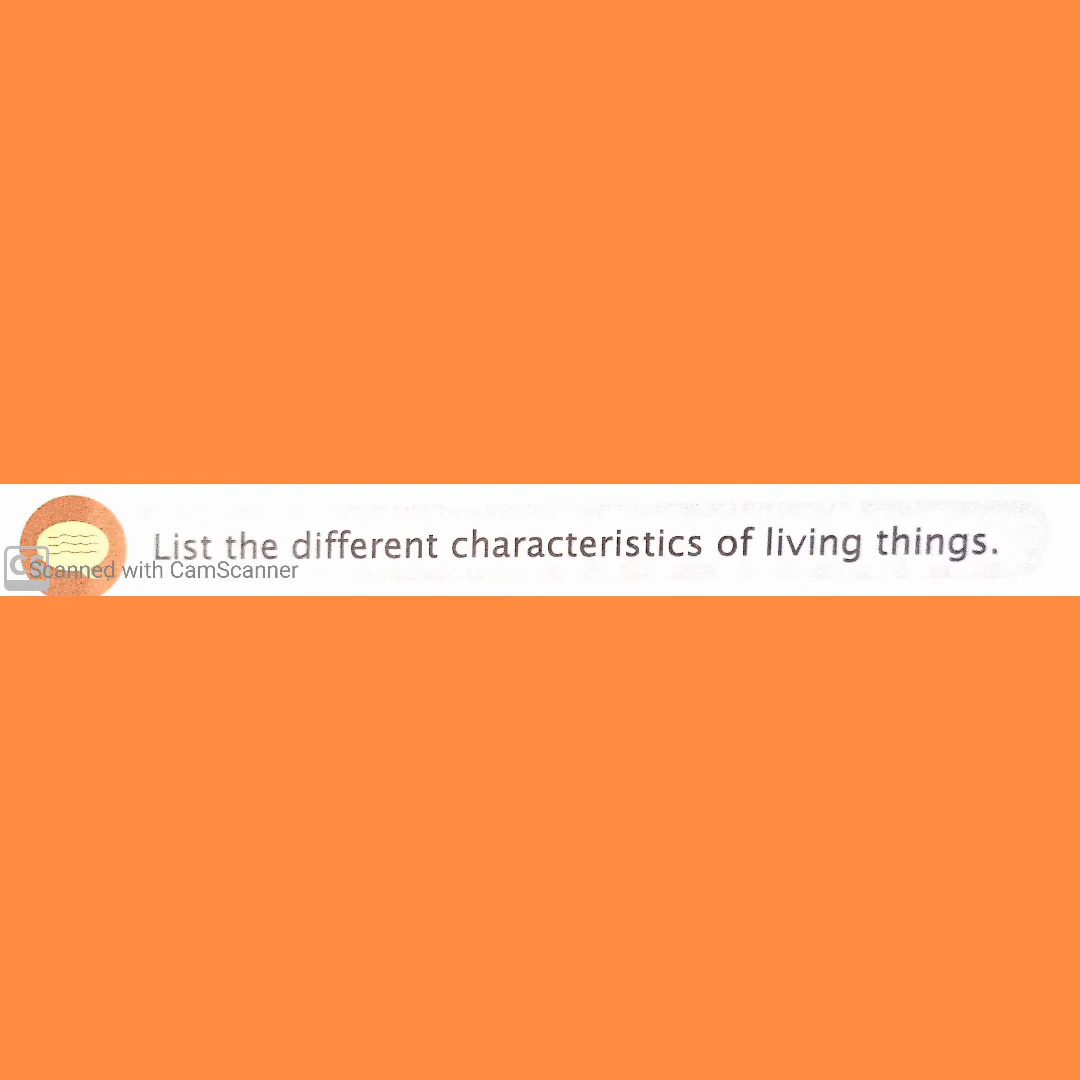 List the different characteristics of living things.
Scanned with CamScanner